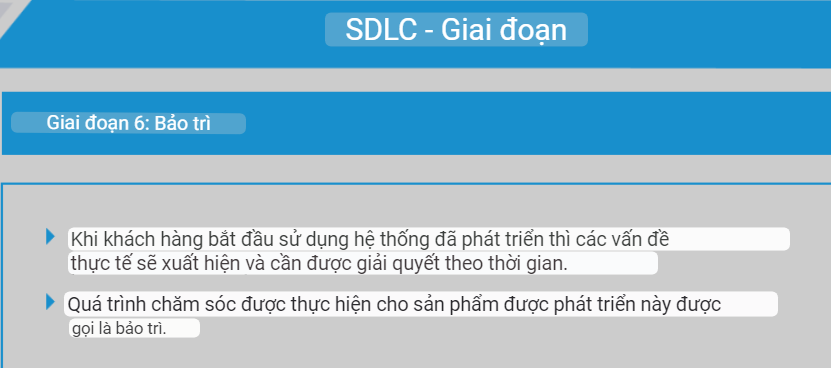 SDLC - Giai đoạn
Giai đoạn 6: Bảo trì
Khi khách hàng bắt đầu sử dụng hệ thống đã phát triển thì các vấn đề
thực tế sẽ xuất hiện và cần được giải quyết theo thời gian.
Quá trình chăm sóc được thực hiện cho sản phẩm được phát triển này được
gọi là bảo trì.